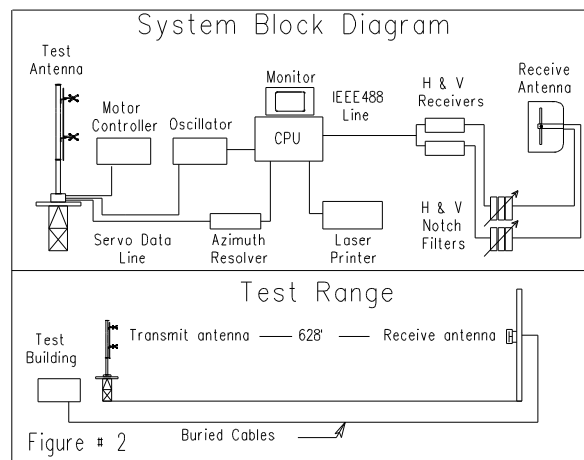 System Block Diagram
Test
Antenna
Motor
Controller
Oscillator
Monitor
CPU
IEEE488
Line
H & V
Receivers
Receive
Antenna
Servo Data
Line
Azimuth
Resolver
Laser
Printer
H & V
Notch
Filters
Test Range
Test
Building
Transmit antenna
628'
Receive antenna
Buried Cables
Figure # 2